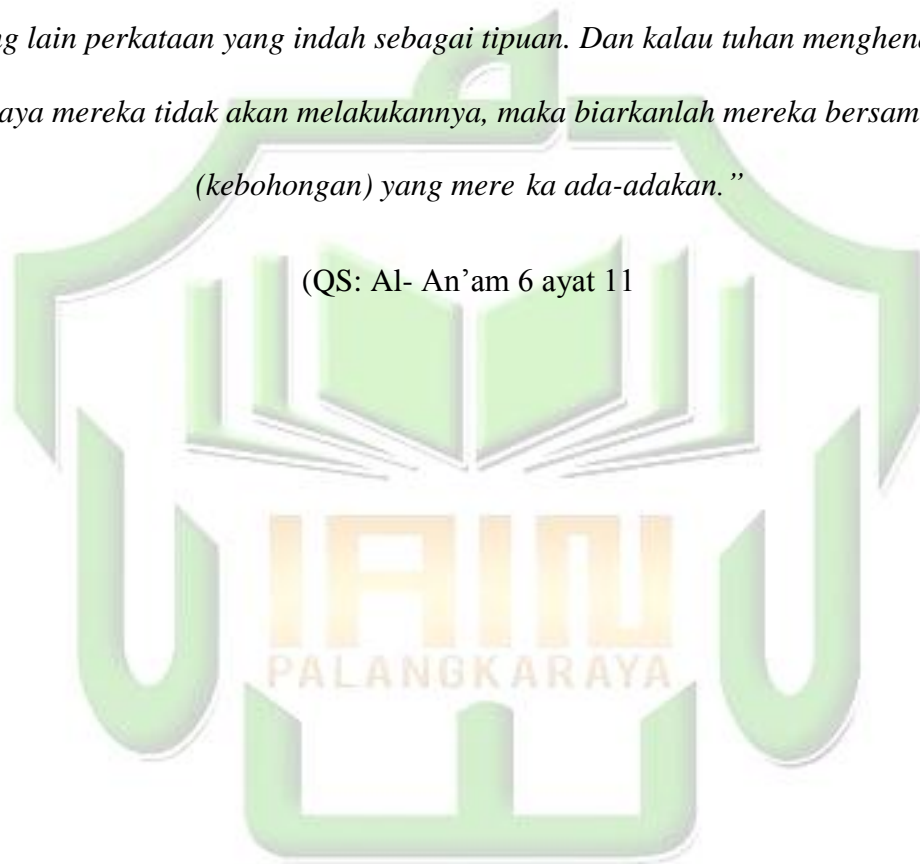 ng lain perkataan yang indah sebagai tipuan. Dan kalau tuhan menghend
aya mereka tidak akan melakukannya, maka biarkanlah mereka bersam
(kebohongan) yang mere ka ada-adakan.”
(QS: Al- An’am 6 ayat 11
IAIN
PALANGKARAYA